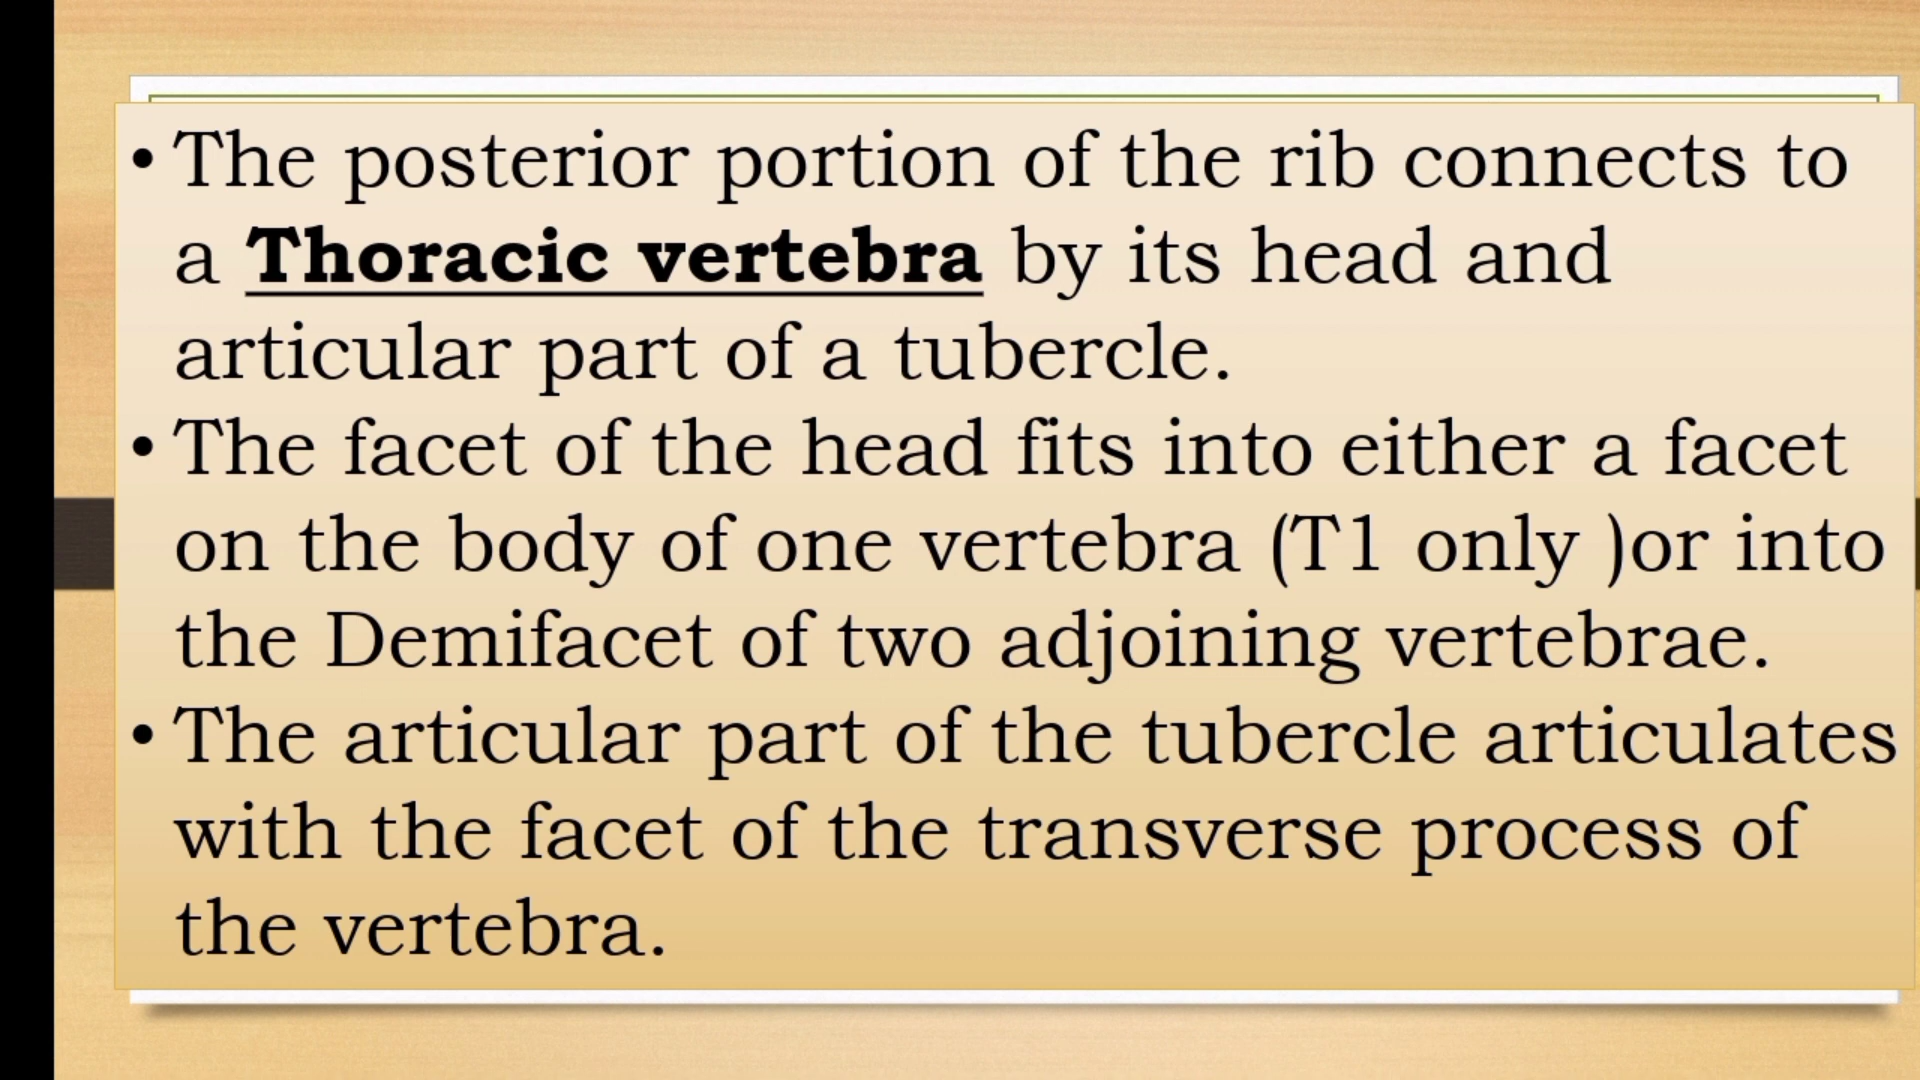 • The posterior portion of the rib connects to
a Thoracic vertebra by its head and
articular part of a tubercle.
• The facet of the head fits into either a facet
on the body of one vertebra (T1 only )or into
the Demifacet of two adjoining vertebrae.
• The articular part of the tubercle articulates
with the facet of the transverse process of
the vertebra.